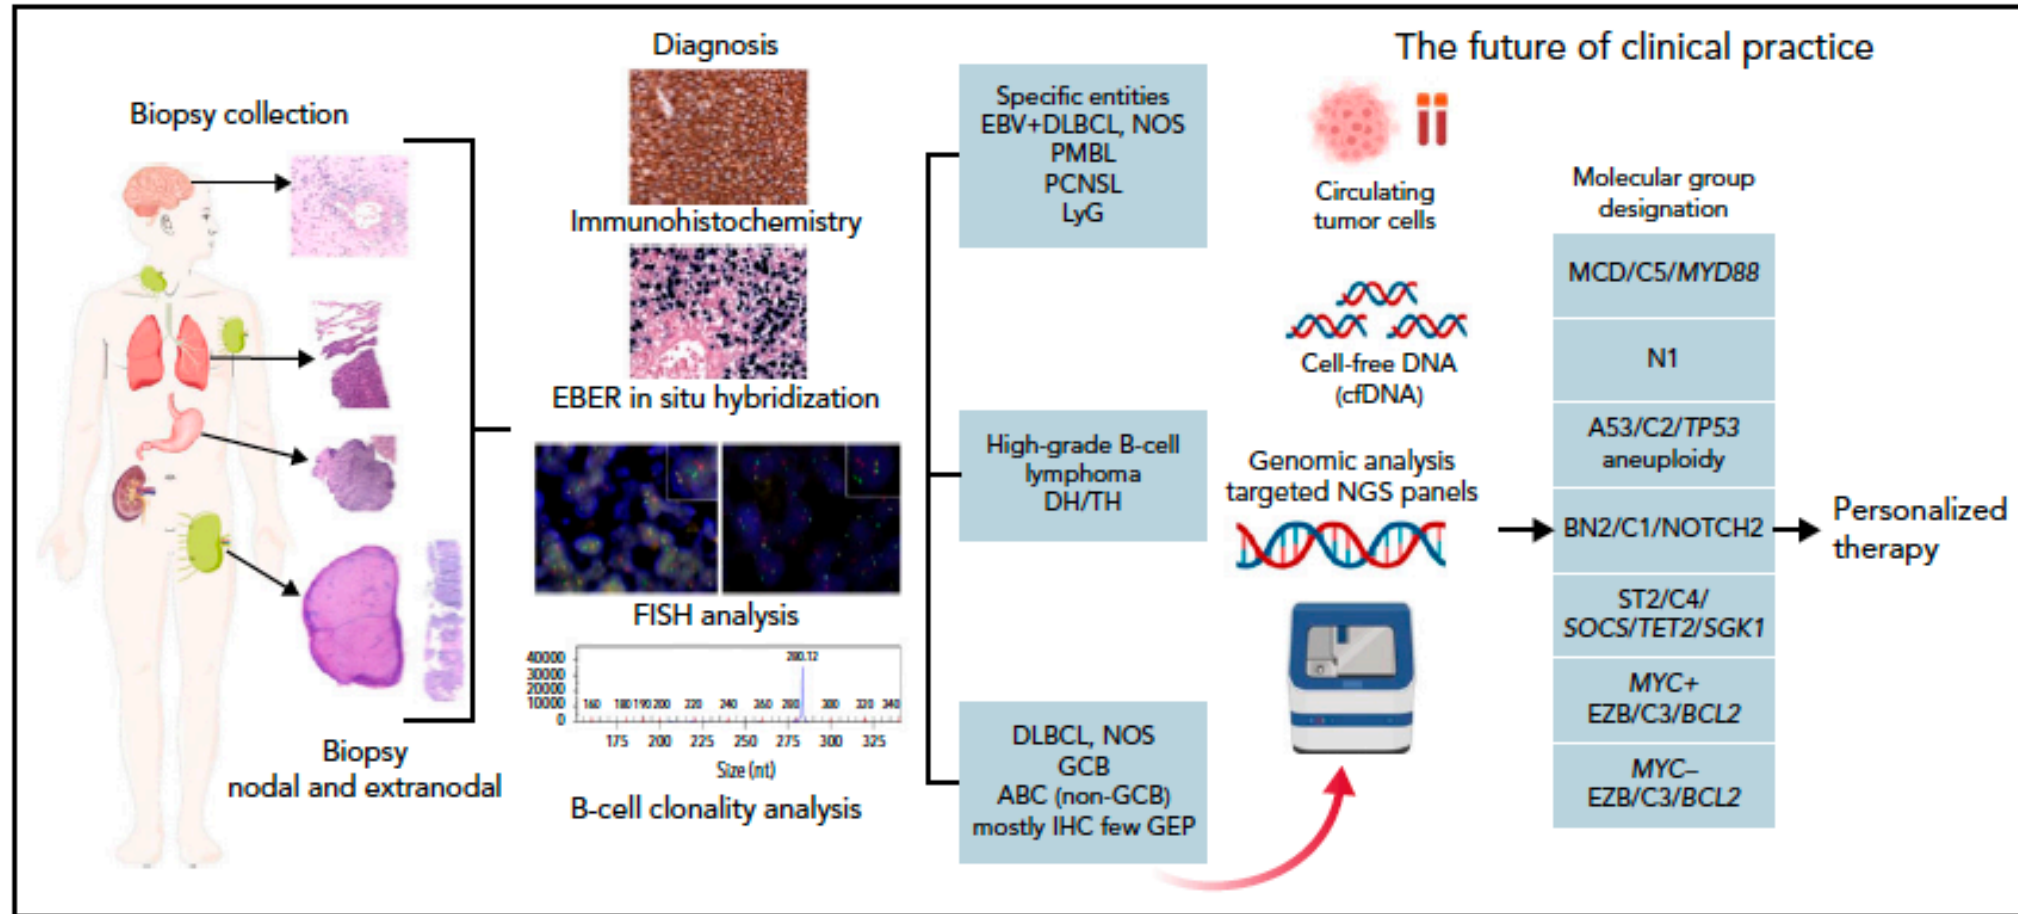 Biopsy collection
Biopsy
nodal and extranodal
Diagnosis
Immunohistochemistry
EBER in situ hybridization
FISH analysis
40000
30000
20000
10000
0
280.12
160 180 190 200 220 240 260 280 300 320 340
175 200 225 250 275 300 325
Size (nt)
B-cell clonality analysis
Specific entities
EBV+DLBCL, NOS
PMBL
PCNSL
LyG
High-grade B-cell
lymphoma
DH/TH
DLBCL, NOS
GCB
ABC (non-GCB)
mostly IHC few GEP
The future of clinical practice
Circulating
tumor cells
Cell-free DNA
(cfDNA)
Genomic analysis
targeted NGS panels
Molecular group
designation
MCD/C5/MYD88
N1
A53/C2/TP53
aneuploidy
BN2/C1/NOTCH2
ST2/C4/
SOCS/TET2/SGK1
MYC+
EZB/C3/BCL2
MYC–
EZB/C3/BCL2
Personalized
therapy